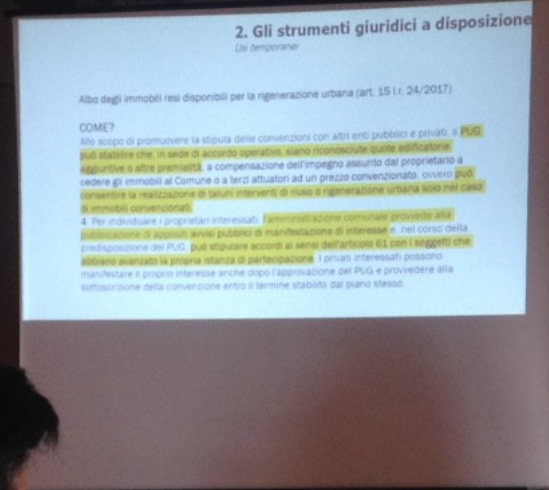 2. Gli strumenti giuridici a disposizione
Usi temporanei
Albo degli immobili resi disponibili per la rigenerazione urbana (art. 15 l.r. 24/2017)
COME?
Allo scopo di promuovere la stipula delle convenzioni con altri enti pubblici e privati, il PUG
può stabilire che, in sede di accordo operativo, siano riconosciute quote edificatorie
aggiuntive o altre premialità, a compensazione dell'impegno assunto dal proprietario a
cedere gli immobili al Comune o a terzi attuatori ad un prezzo convenzionato, ovvero può
consentire la realizzazione di taluni interventi di riuso o rigenerazione urbana solo nel caso
di immobili convenzionati.
4. Per individuare i proprietari interessati, l'amministrazione comunale provvede alla
pubblicazione di appositi avvisi pubblici di manifestazione di interesse e, nel corso della
predisposizione del PUG, può stipulare accordi ai sensi dell'articolo 61 con i soggetti che
abbiano avanzato la propria istanza di partecipazione. I privati interessati possono
manifestare il proprio interesse anche dopo l'approvazione del PUG e provvedere alla
sottoscrizione della convenzione entro il termine stabilito dal piano stesso.